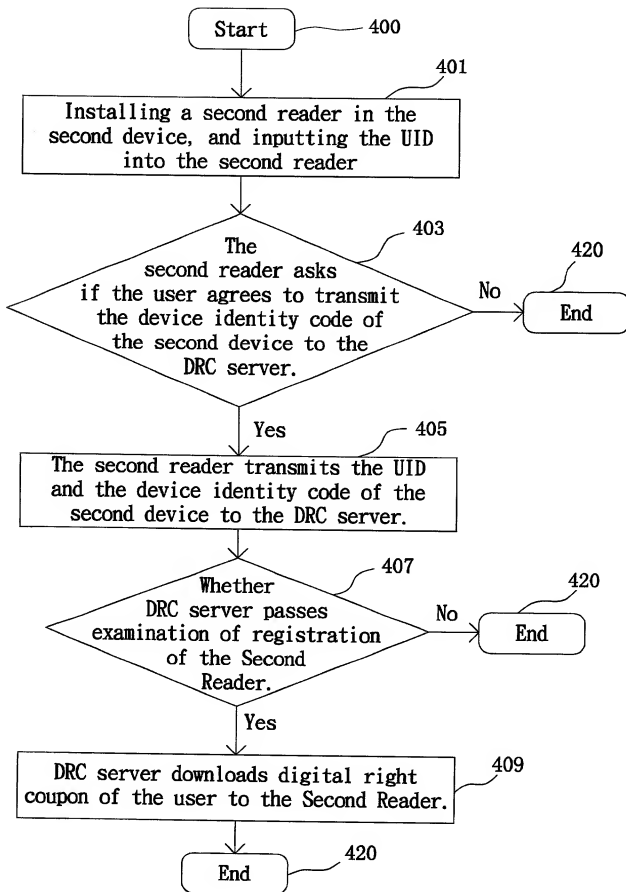 Start
400
401
Installing a second reader in the
second device, and inputting the UID
into the second reader
403
The
second reader asks
if the user agrees to transmit
the device identity code of
the second device to the
DRC server.
No
420
End
Yes
405
The second reader transmits the UID
and the device identity code of the
second device to the DRC server.
407
Whether
DRC server passes
examination of registration
of the Second
Reader.
No
420
End
Yes
DRC server downloads digital right
coupon of the user to the Second Reader.
409
End
420